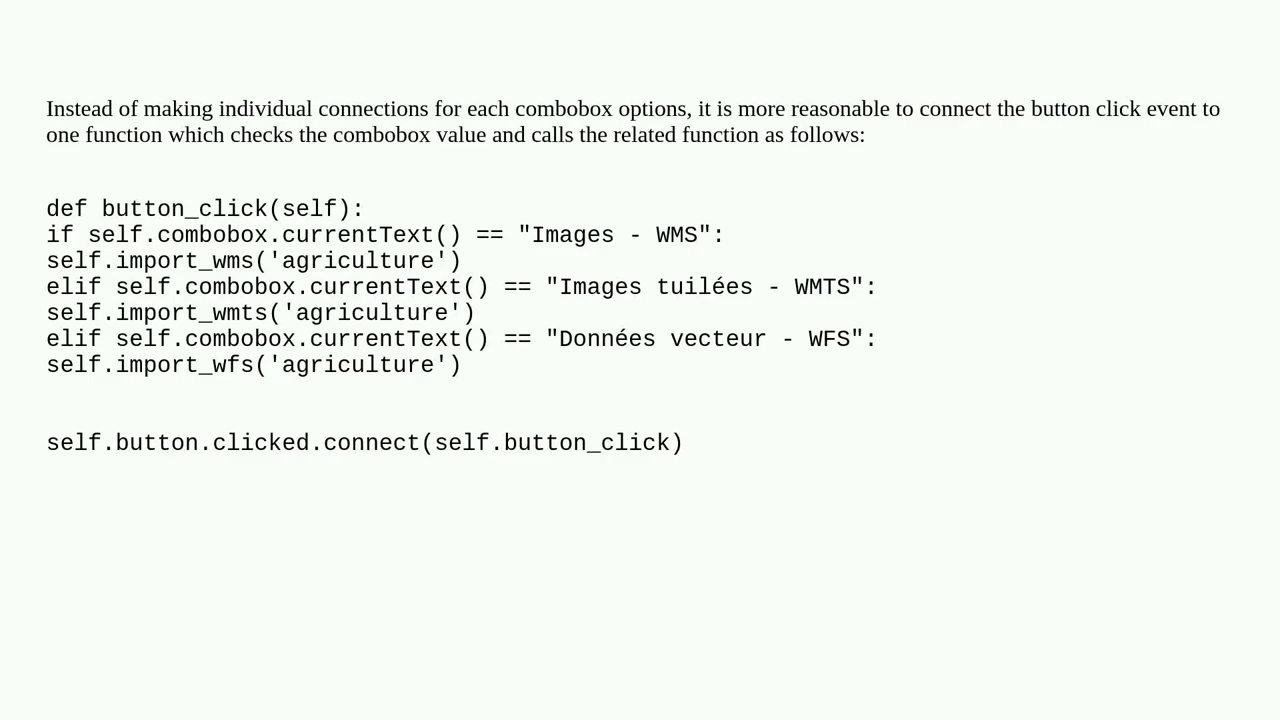 Instead of making individual connections for each combobox options, it is more reasonable to connect the button click event to
one function which checks the combobox value and calls the related function as follows:
def button_click(self):
if self.combobox.currentText() == "Images - WMS":
self.import_wms('agriculture')
elif self.combobox.currentText() == "Images tuilées - WMTS":
self.import_wmts('agriculture')
elif self.combobox.currentText() == "Données vecteur - WFS":
self.import_wfs('agriculture')
self.button.clicked.connect(self.button_click)